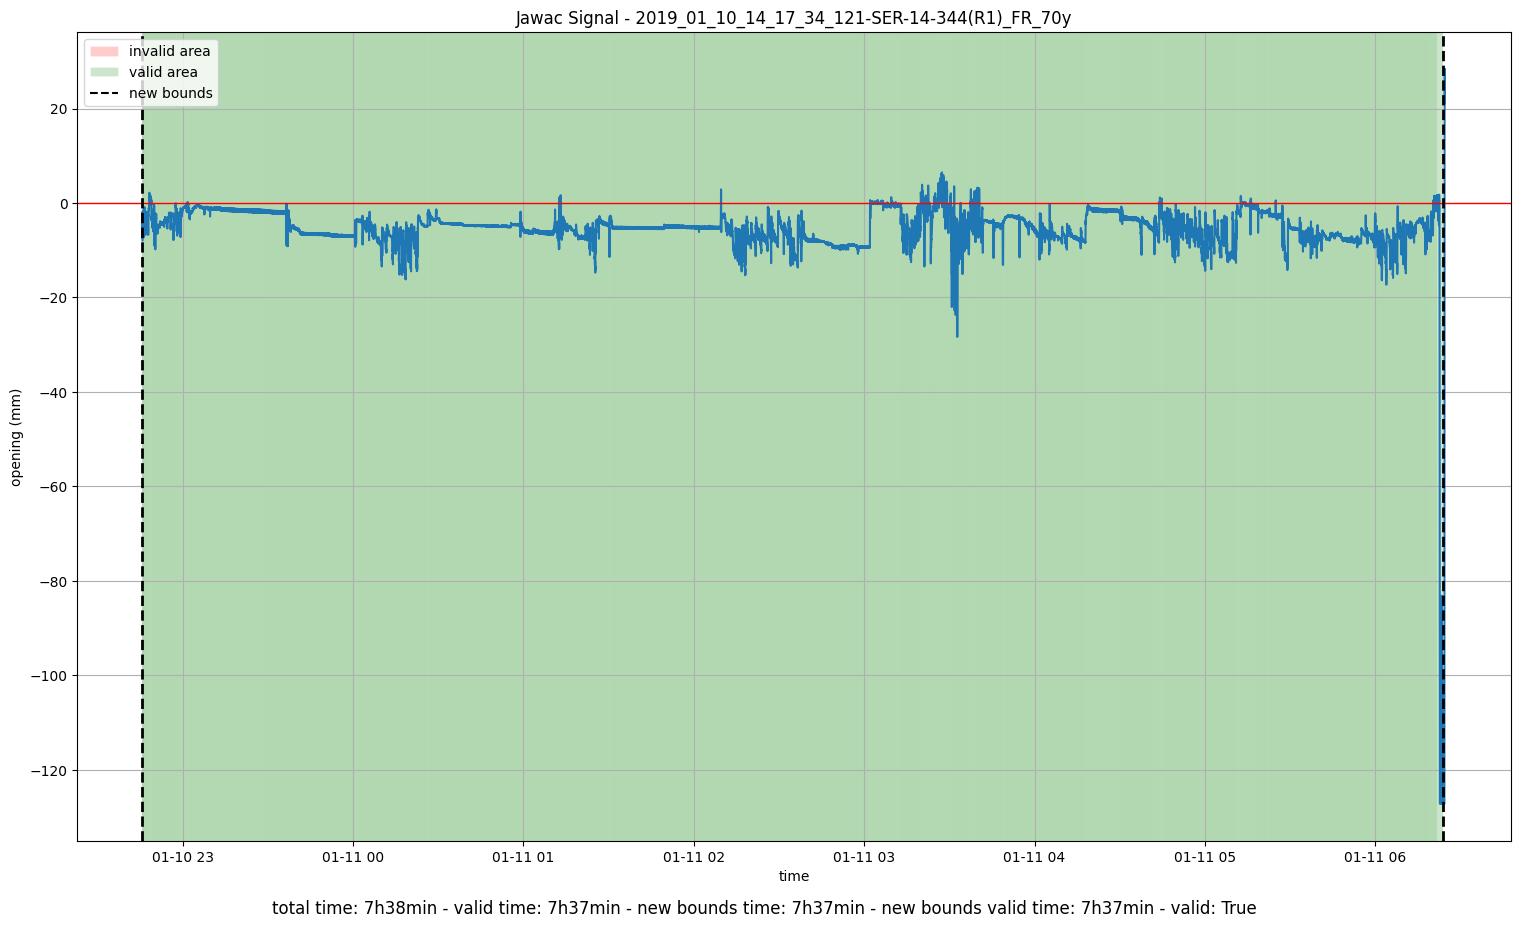 Jawac Signal - 2019_01_10_14_17_34_121-SER-14-344(R1)_FR_70y
invalid area
valid area
new bounds
opening (mm)
20
0
−20
−40
−60
−80
−100
−120
01-10 23
01-11 00
01-11 01
01-11 02
01-11 03
01-11 04
01-11 05
01-11 06
time
total time: 7h38min - valid time: 7h37min - new bounds time: 7h37min - new bounds valid time: 7h37min - valid: True